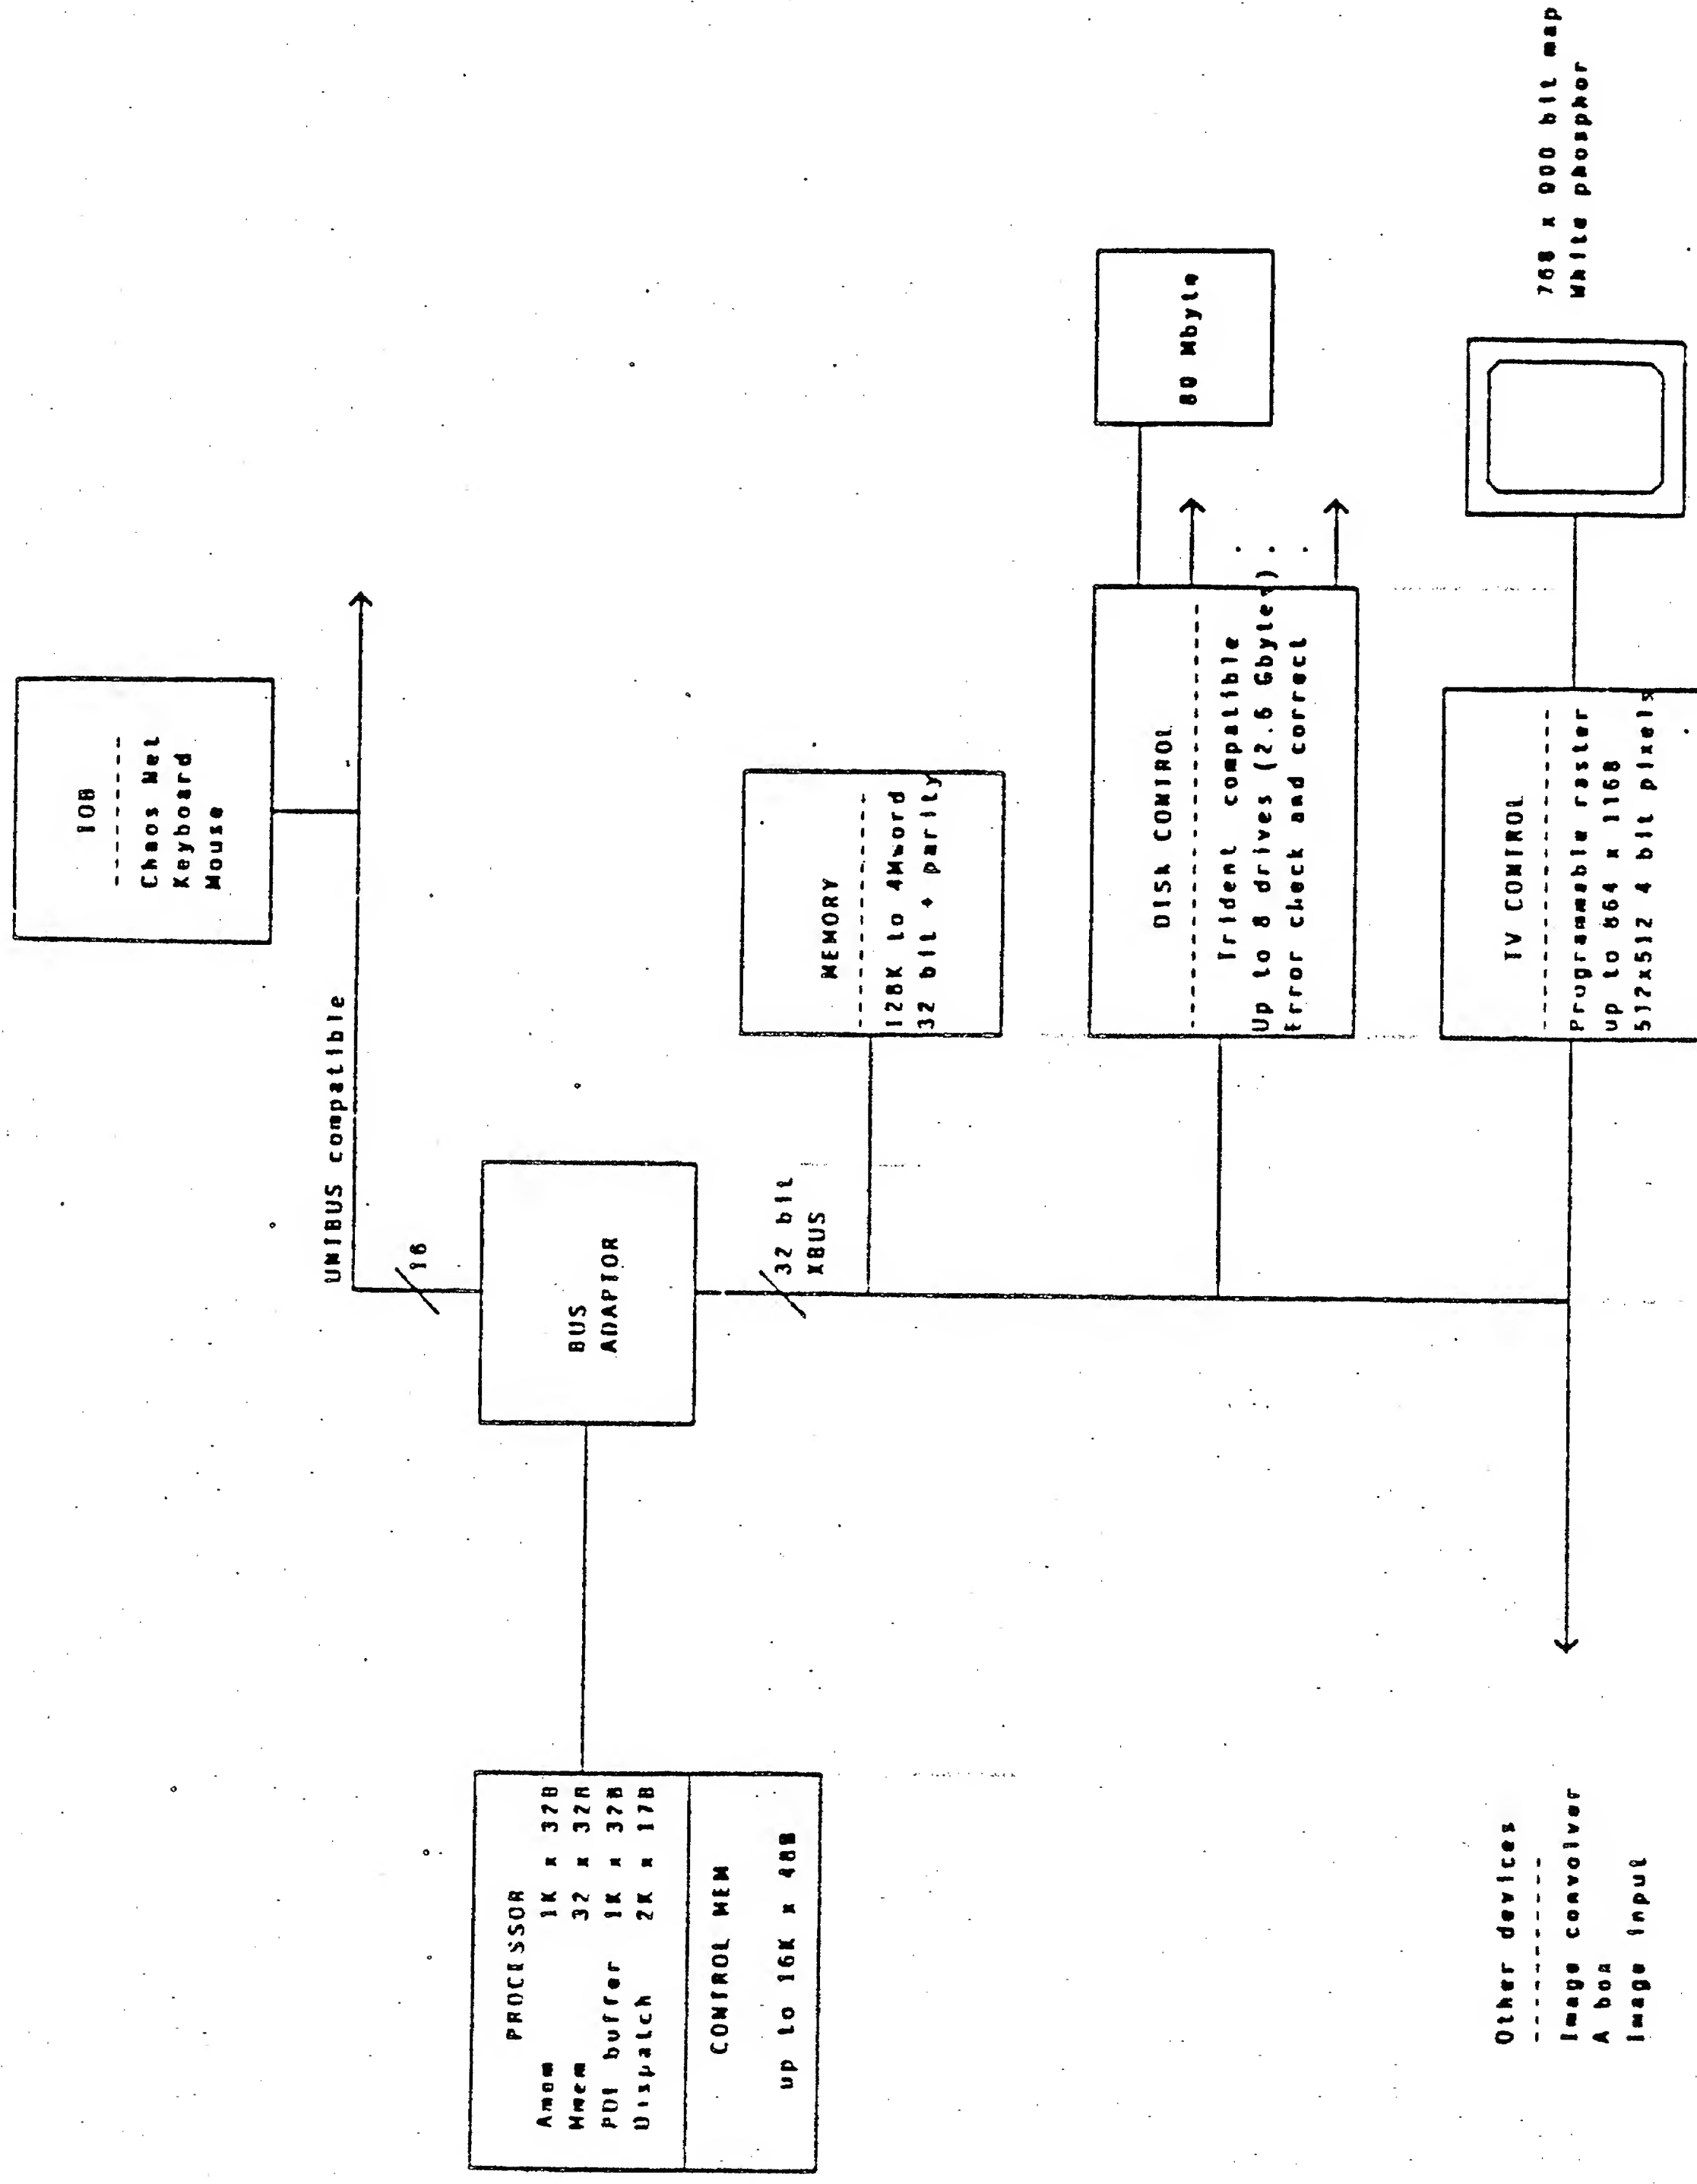 IOB
---------
Chaos Net
Keyboard
Mouse
UNIBUS compatible
16
BUS
ADAPTOR
32 bit
XBUS
PROCESSOR
Amem 1K x 32B
Mmem 32 x 32B
PDl buffer 1K x 32B
Dispatch 2K x 17B
CONTROL MEM
up to 16K x 48B
MEMORY
-------------
128K to 4Mword
32 bit + parity
DISK CONTROL
Trident compatible
Up to 8 drives (2.6 Gbytes)
Error check and correct
80 Mbyte
TV CONTROL
Programmable raster
up to 864 x 1168
512x512 4 bit pixels
768 x 900 bit map
White phosphor
Other devices
-------------
Image convolver
A box
Image input